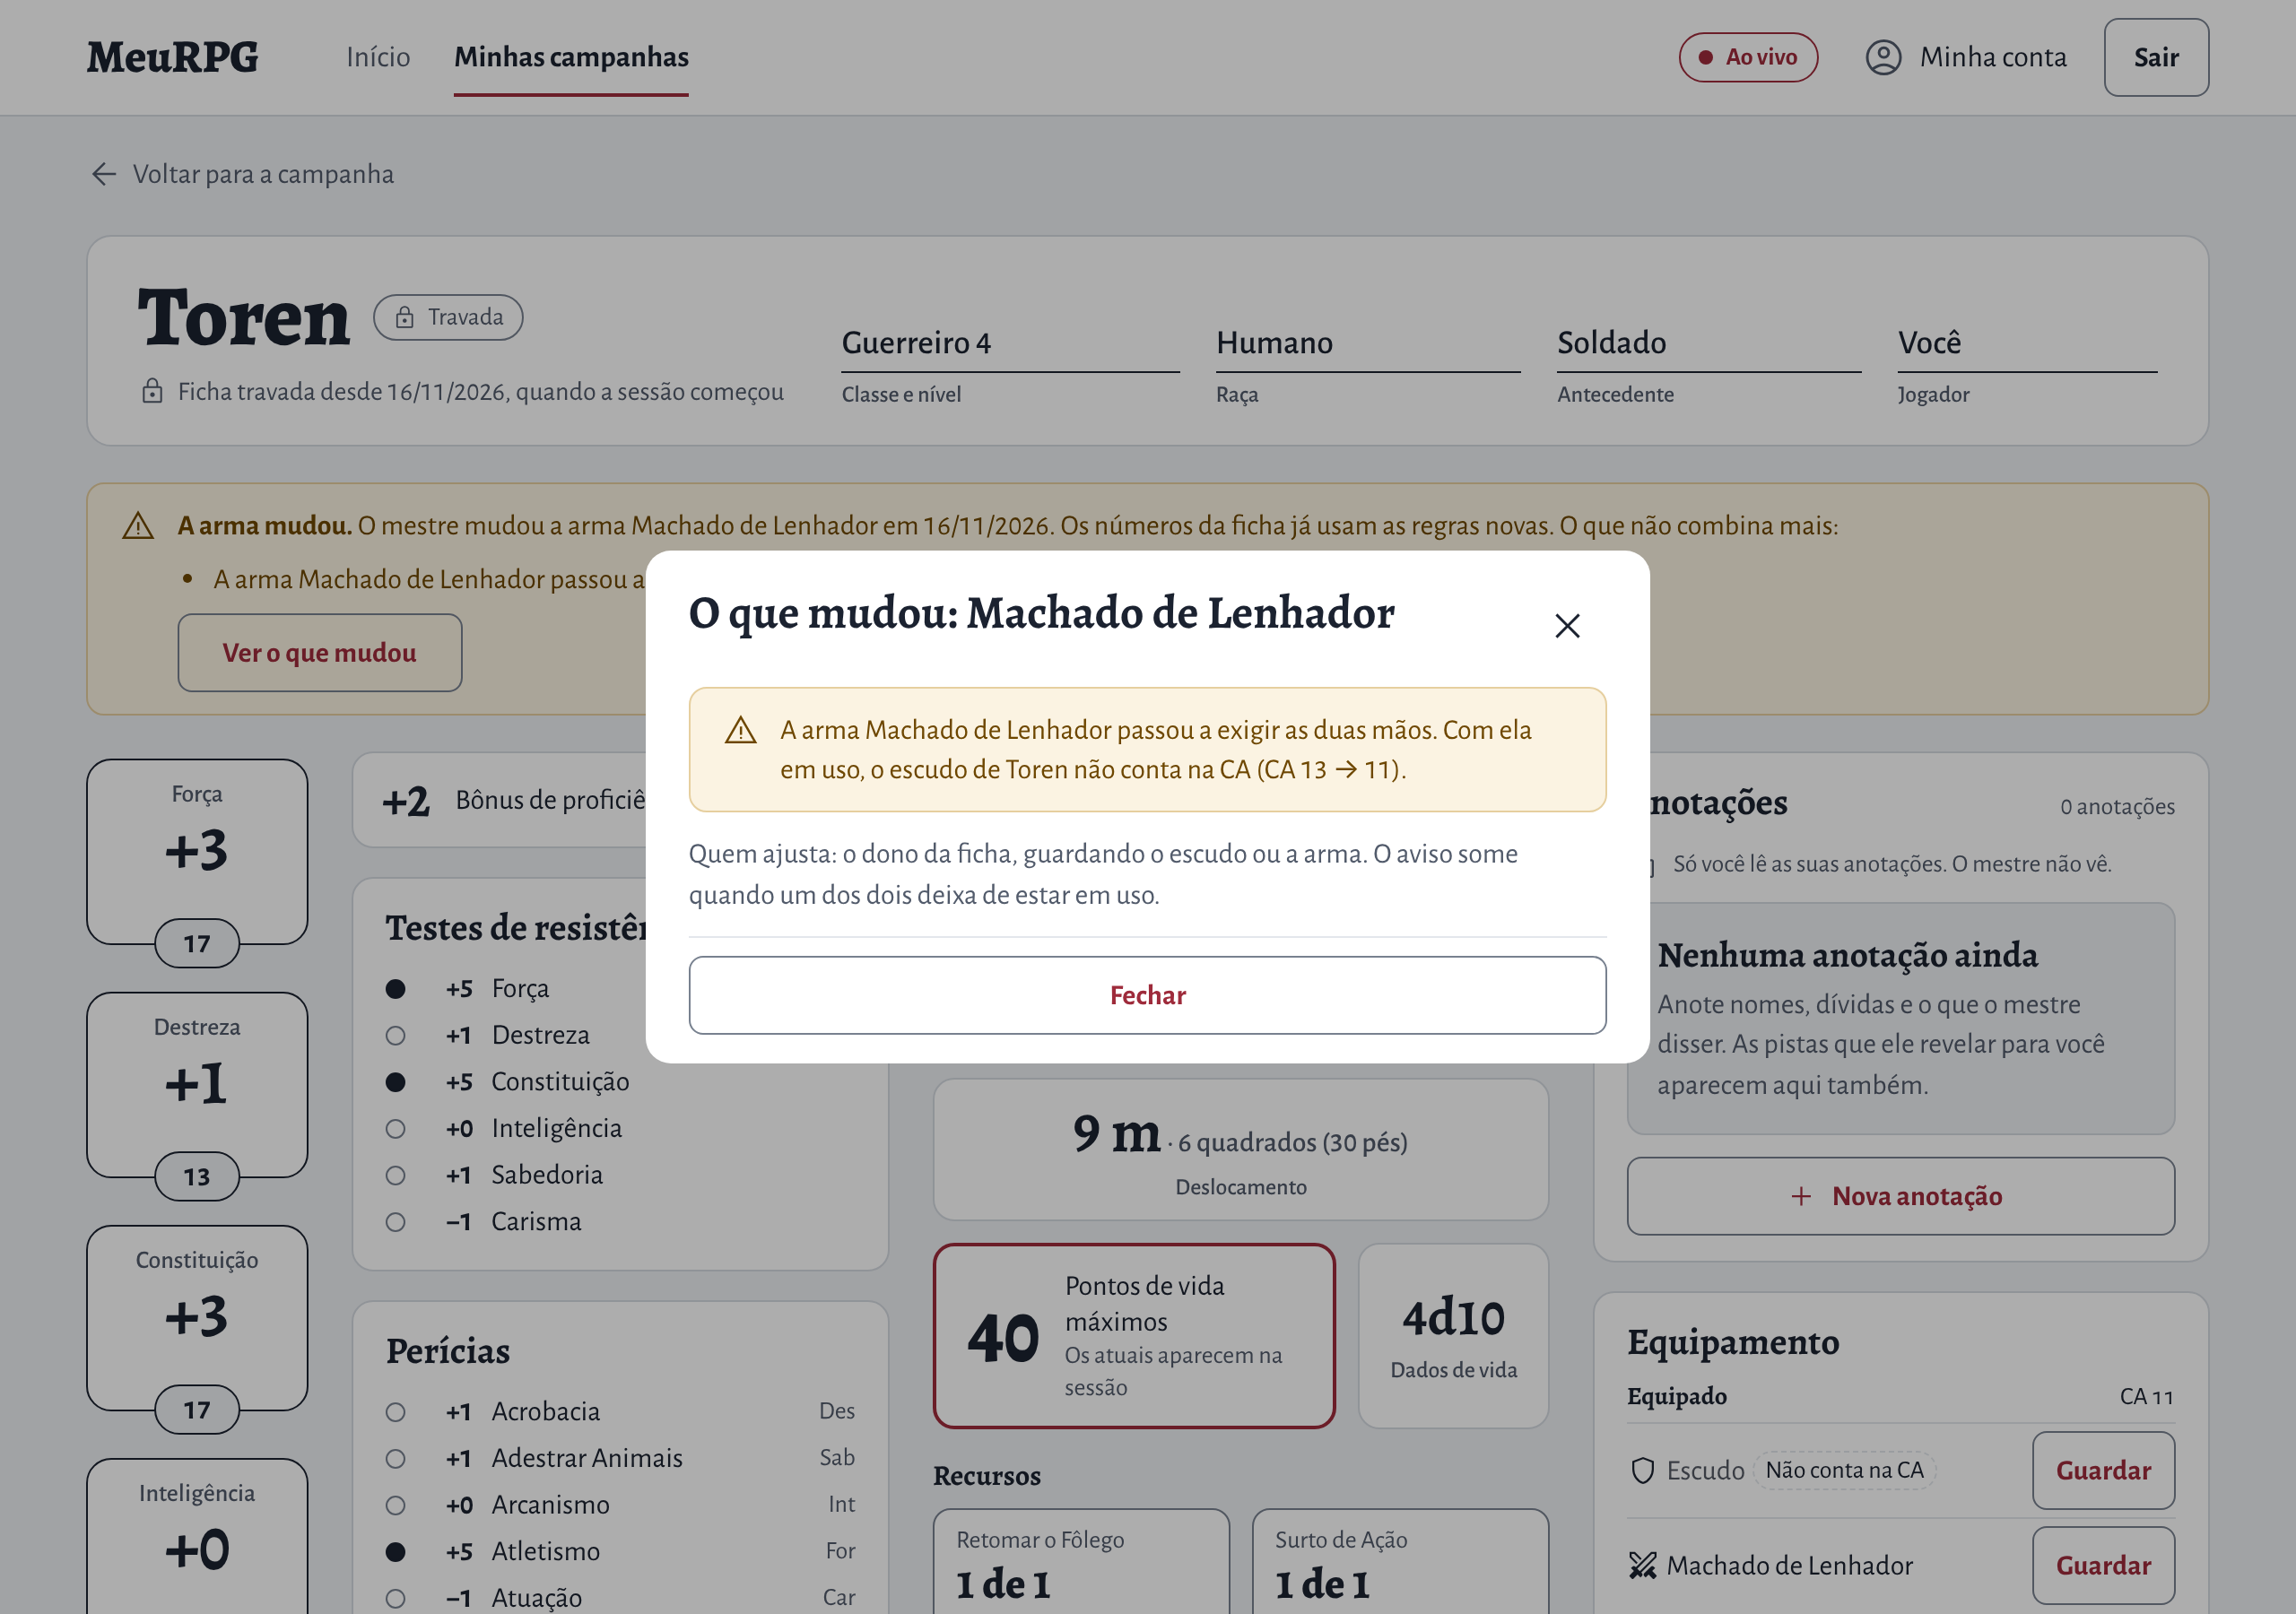 MeuRPG
Início
Minhas campanhas
Ao vivo
Minha conta
Sair
Voltar para a campanha
Toren
Travada
Ficha travada desde 16/11/2026, quando a sessão começou
Guerreiro 4
Classe e nível
Humano
Raça
Soldado
Antecedente
Você
Jogador
A arma mudou. O mestre mudou a arma Machado de Lenhador em 16/11/2026. Os números da ficha já usam as regras novas. O que não combina mais:
• A arma Machado de Lenhador passou a
Ver o que mudou
O que mudou: Machado de Lenhador
A arma Machado de Lenhador passou a exigir as duas mãos. Com ela
em uso, o escudo de Toren não conta na CA (CA 13 → 11).
Quem ajusta: o dono da ficha, guardando o escudo ou a arma. O aviso some
quando um dos dois deixa de estar em uso.
Fechar
Força
+3
17
Destreza
+1
13
Constituição
+3
17
Inteligência
+0
+2 Bônus de
Testes de
+5 Força
+1 Destreza
+5 Constituição
+0 Inteligência
+1 Sabedoria
−1 Carisma
Perícias
+1 Acrobacia Des
+1 Adestrar Animais Sab
+0 Arcanismo Int
+5 Atletismo For
−1 Atuação Car
9 m · 6 quadrados (30 pés)
Deslocamento
40
Pontos de vida
máximos
Os atuais aparecem na
sessão
4d10
Dados de vida
Recursos
Retomar o Fôlego
1 de 1
Surto de Ação
1 de 1
notações
0 anotações
Só você lê as suas anotações. O mestre não vê.
Nenhuma anotação ainda
Anote nomes, dívidas e o que o mestre
disser. As pistas que ele revelar para você
aparecem aqui também.
+ Nova anotação
Equipamento
Equipado CA 11
Escudo Não conta na CA Guardar
Machado de Lenhador Guardar